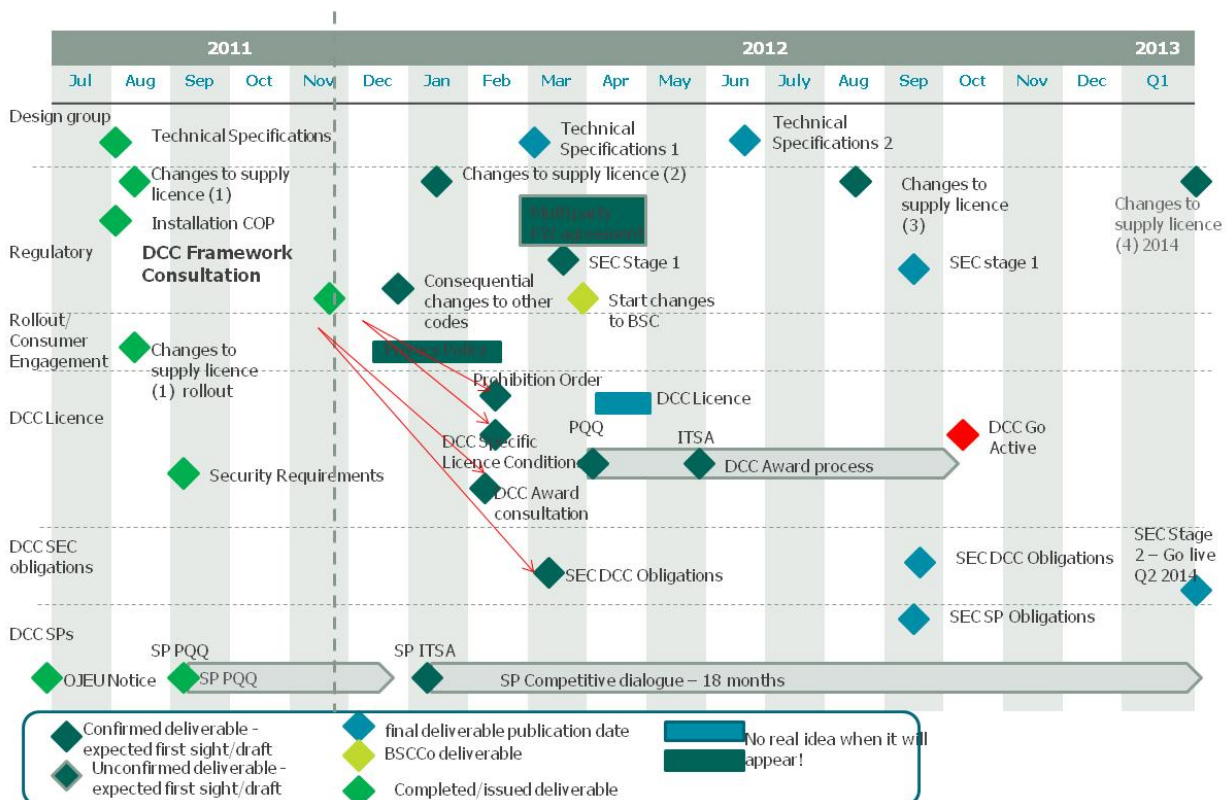 2011
2012
2013
Jul
Aug
Sep
Oct
Nov
Dec
Jan
Feb
Mar
Apr
May
Jun
July
Aug
Sep
Oct
Nov
Dec
Q1
Design group
Technical Specifications
Technical
Specifications 1
Technical
Specifications 2
Changes to supply
licence (1)
Changes to supply licence (2)
Changes to
supply licence
(3)
Changes to
supply licence
(4) 2014
Installation COP
Multiparty
agreement
Regulatory
DCC Framework
Consultation
SEC Stage 1
SEC stage 1
Consequential
changes to other
codes
Start changes
to BSC
Rollout/
Consumer
Engagement
Changes to
supply licence
(1) rollout
Privacy Policy
Prohibition Order
DCC Licence
DCC Licence
PQQ
ITSA
DCC Go
Active
DCC Specific
Licence Conditions
DCC Award process
Security Requirements
DCC Award
consultation
DCC SEC
obligations
SEC DCC Obligations
SEC DCC Obligations
SEC Stage
2 – Go live
Q2 2014
SEC SP Obligations
DCC SPs
SP PQQ
SP ITSA
OJEU Notice
SP PQQ
SP Competitive dialogue – 18 months
Confirmed deliverable -
expected first sight/draft
Unconfirmed deliverable -
expected first sight/draft
final deliverable publication date
BSCCo deliverable
Completed/issued deliverable
No real idea when it will
appear!